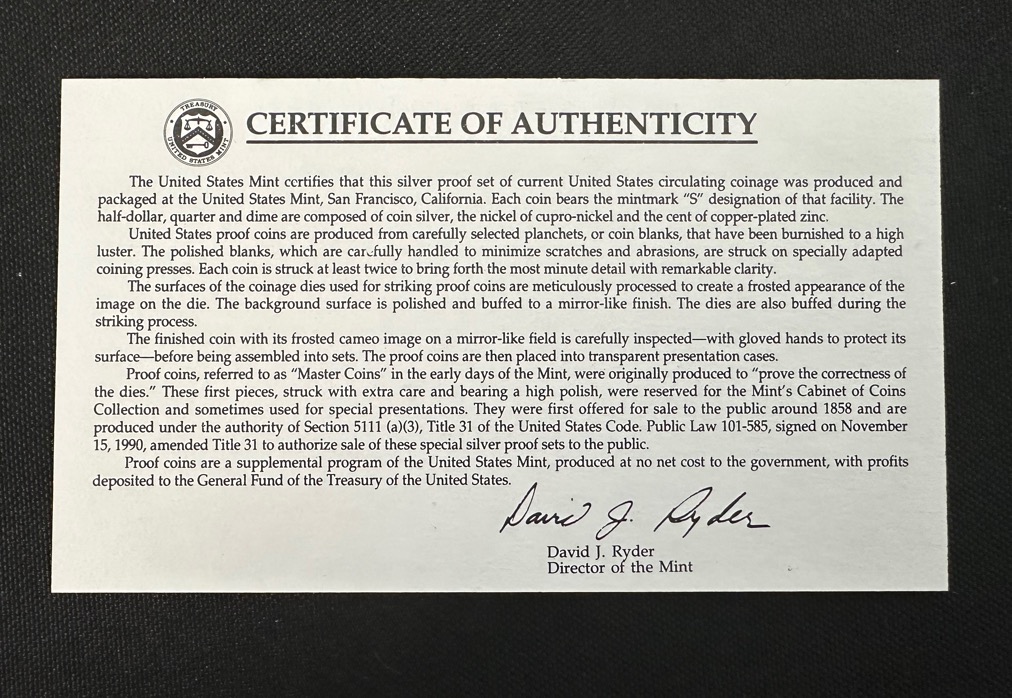 TREASURY
UNITED STATES MINT
CERTIFICATE OF AUTHENTICITY
The United States Mint certifies that this silver proof set of current United States circulating coinage was produced and
packaged at the United States Mint, San Francisco, California. Each coin bears the mintmark “S” designation of that facility. The
half-dollar, quarter and dime are composed of coin silver, the nickel of cupro-nickel and the cent of copper-plated zinc.
United States proof coins are produced from carefully selected planchets, or coin blanks, that have been burnished to a high
luster. The polished blanks, which are carefully handled to minimize scratches and abrasions, are struck on specially adapted
coining presses. Each coin is struck at least twice to bring forth the most minute detail with remarkable clarity.
The surfaces of the coinage dies used for striking proof coins are meticulously processed to create a frosted appearance of the
image on the die. The background surface is polished and buffed to a mirror-like finish. The dies are also buffed during the
striking process.
The finished coin with its frosted cameo image on a mirror-like field is carefully inspected—with gloved hands to protect its
surface—before being assembled into sets. The proof coins are then placed into transparent presentation cases.
Proof coins, referred to as “Master Coins” in the early days of the Mint, were originally produced to “prove the correctness of
the dies.” These first pieces, struck with extra care and bearing a high polish, were reserved for the Mint’s Cabinet of Coins
Collection and sometimes used for special presentations. They were first offered for sale to the public around 1858 and are
produced under the authority of Section 5111 (a)(3), Title 31 of the United States Code. Public Law 101-585, signed on November
15, 1990, amended Title 31 to authorize sale of these special silver proof sets to the public.
Proof coins are a supplemental program of the United States Mint, produced at no net cost to the government, with profits
deposited to the General Fund of the Treasury of the United States.
David J. Ryder
David J. Ryder
Director of the Mint